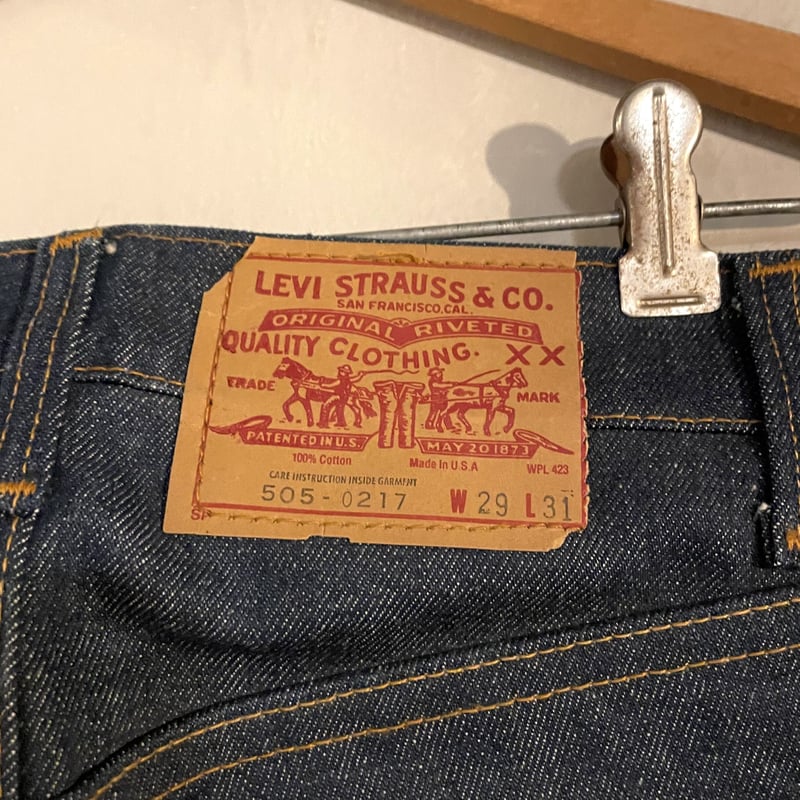 LEVI STRAUSS & CO.
SAN FRANCISCO, CAL.
ORIGINAL RIVETED
QUALITY CLOTHING. XX
TRADE MARK
PATENTED IN U.S. MAY 20 1873
100% Cotton Made in U.S.A WPL 423
CARE INSTRUCTION INSIDE GARMENT
505-0217 W 29 L 31